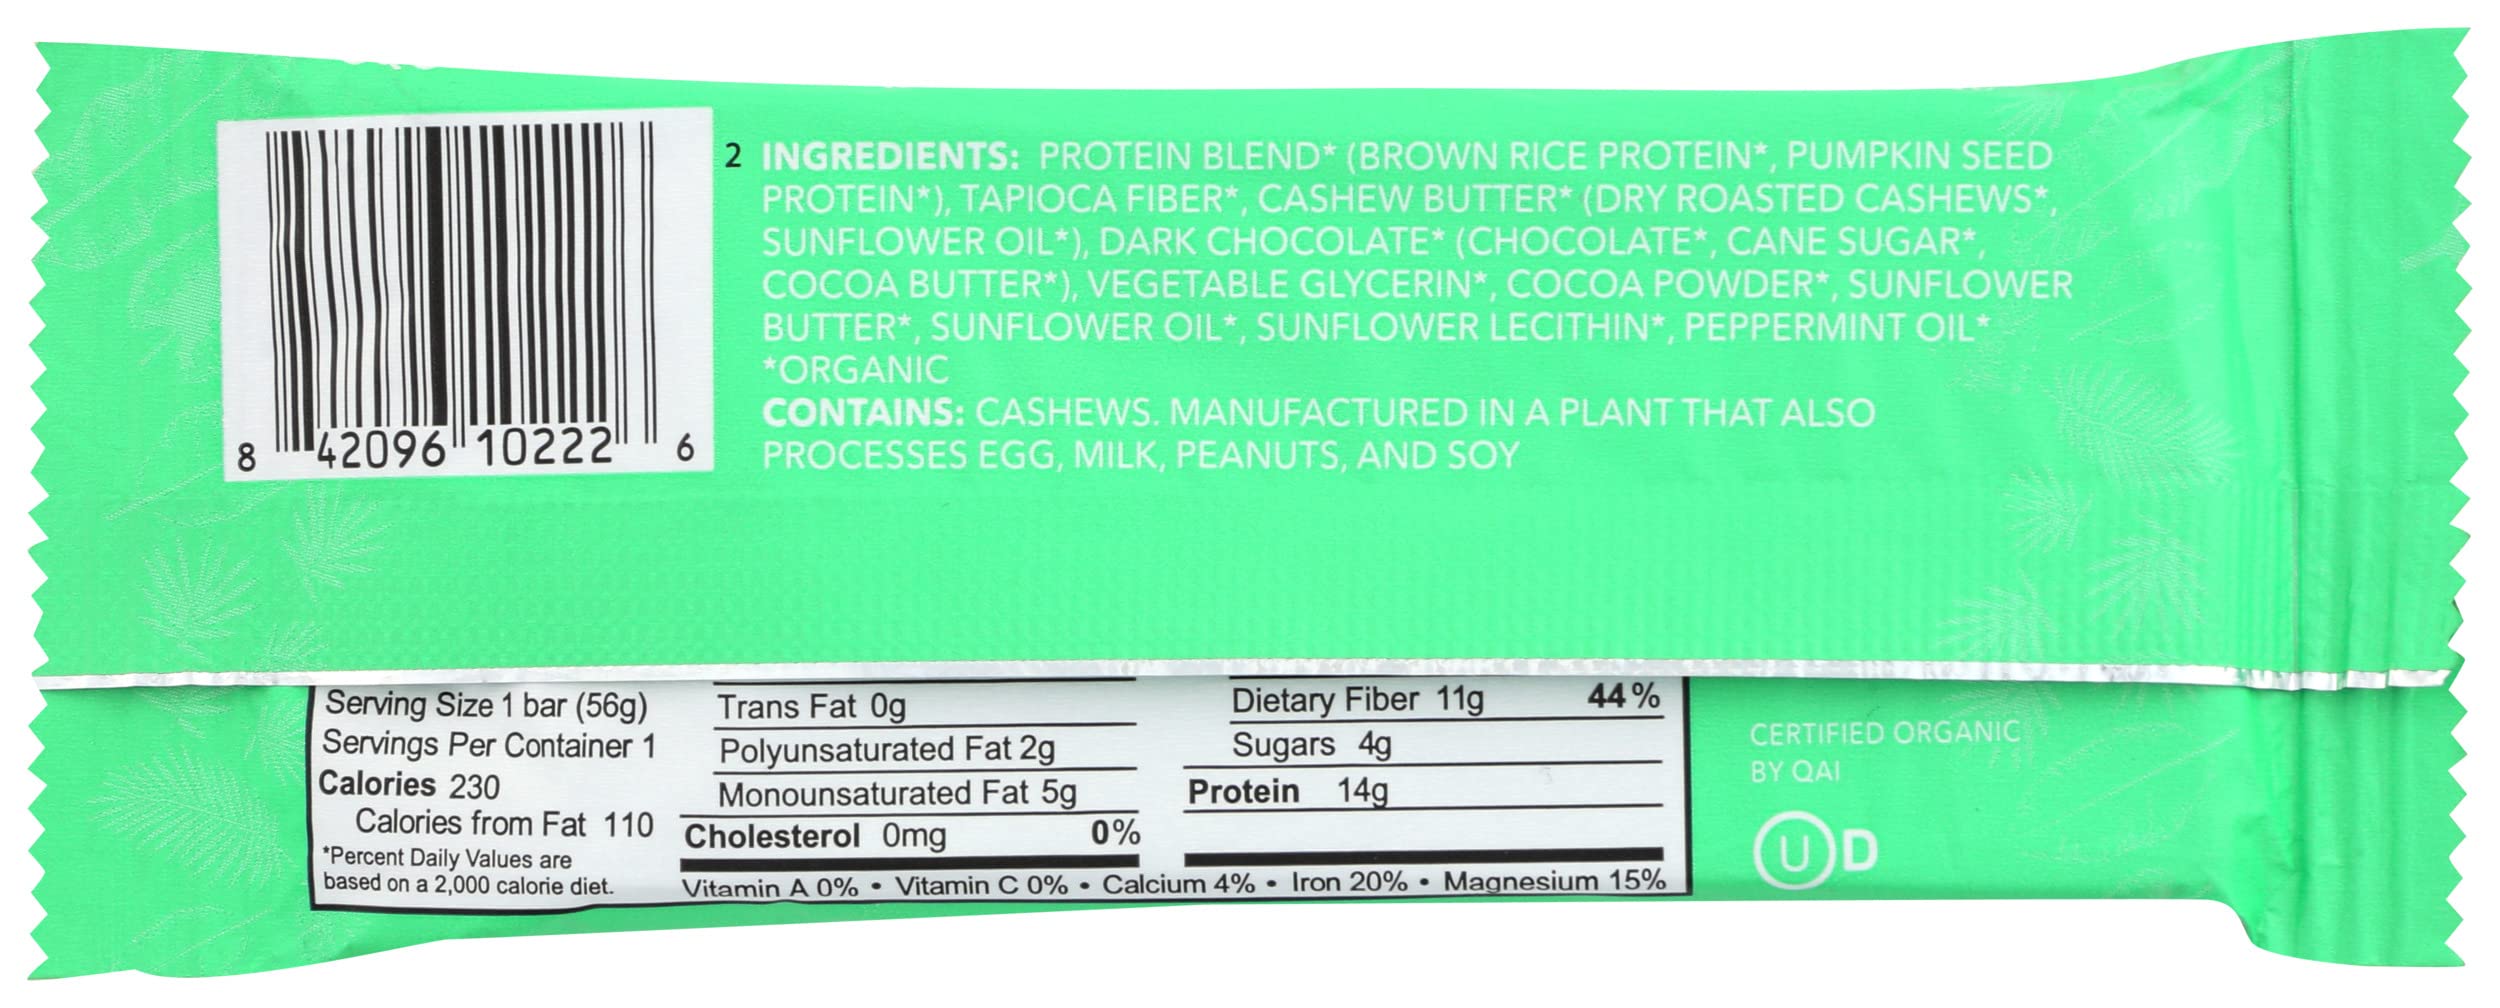 2 INGREDIENTS: PROTEIN BLEND* (BROWN RICE PROTEIN*, PUMPKIN SEED
PROTEIN*), TAPIOCA FIBER*, CASHEW BUTTER* (DRY ROASTED CASHEWS*,
SUNFLOWER OIL*), DARK CHOCOLATE* (CHOCOLATE*, CANE SUGAR*,
COCOA BUTTER*), VEGETABLE GLYCERIN*, COCOA POWDER*, SUNFLOWER
BUTTER*, SUNFLOWER OIL*, SUNFLOWER LECITHIN*, PEPPERMINT OIL*
*ORGANIC
CONTAINS: CASHEWS. MANUFACTURED IN A PLANT THAT ALSO
PROCESSES EGG, MILK, PEANUTS, AND SOY
8 42096 10222 6
Serving Size 1 bar (56g)
Servings Per Container 1
Calories 230
Calories from Fat 110
*Percent Daily Values are
based on a 2,000 calorie diet.
Trans Fat 0g
Polyunsaturated Fat 2g
Monounsaturated Fat 5g
Cholesterol 0mg 0%
Dietary Fiber 11g 44%
Sugars 4g
Protein 14g
Vitamin A 0% • Vitamin C 0% • Calcium 4% • Iron 20% • Magnesium 15%
CERTIFIED ORGANIC
BY QAI
U D